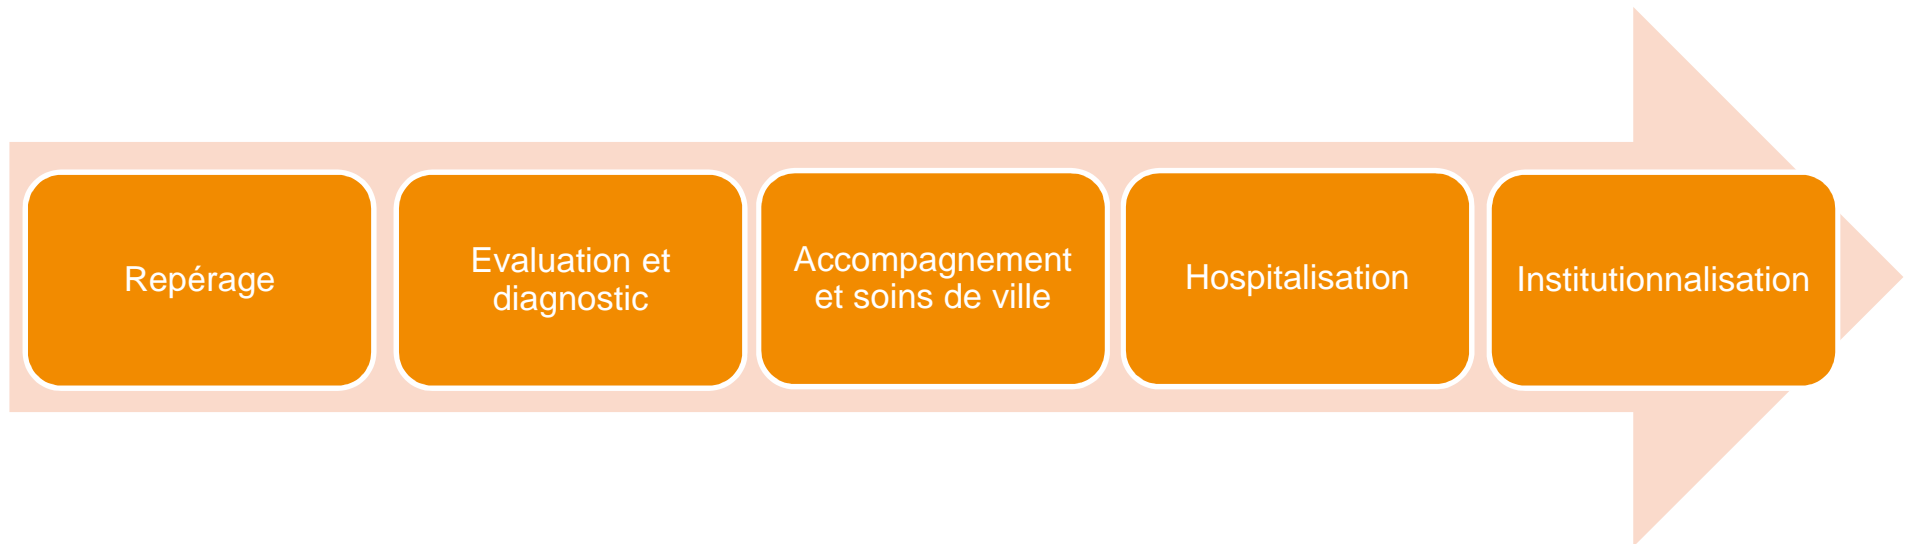 Repérage
Evaluation et
diagnostic
Accompagnement
et soins de ville
Hospitalisation
Institutionnalisation